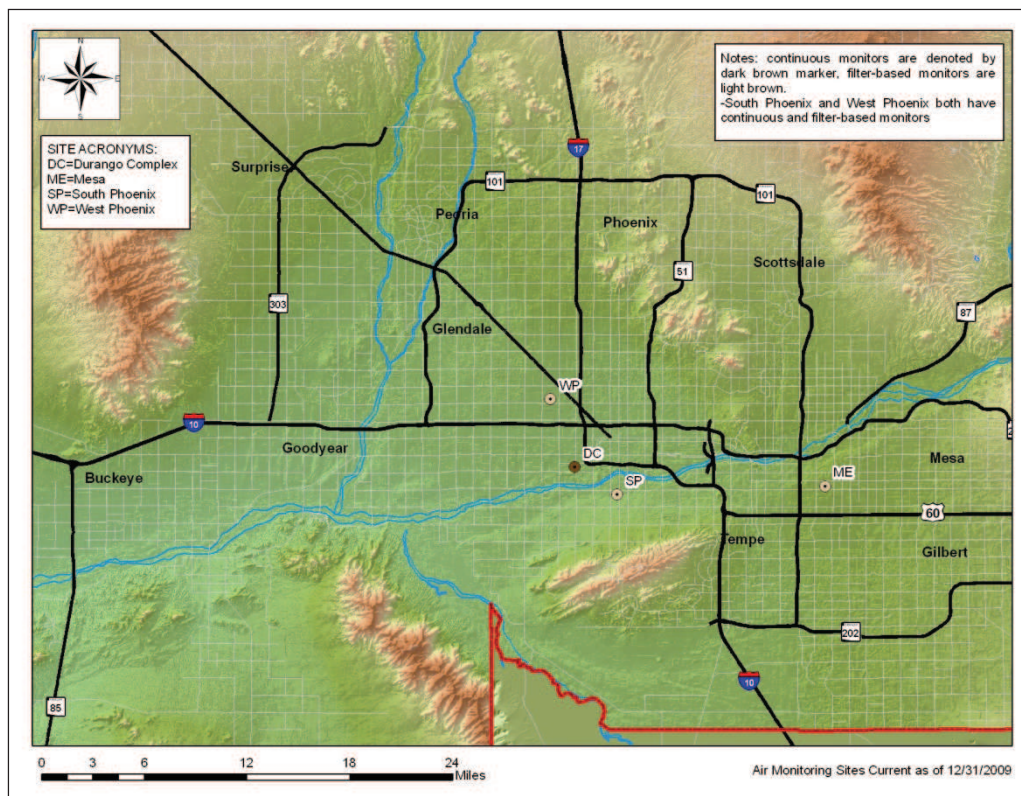 N
W E
S
Notes: continuous monitors are denoted by
dark brown marker, filter-based monitors are
light brown.
-South Phoenix and West Phoenix both have
continuous and filter-based monitors
SITE ACRONYMS:
DC=Durango Complex
ME=Mesa
SP=South Phoenix
WP=West Phoenix
17
Surprise
101
101
Peoria
Phoenix
Scottsdale
51
303
87
Glendale
WP
10
Goodyear
DC
Mesa
Buckeye
SP
ME
60
Tempe
Gilbert
202
10
85
0 3 6 12 18 24
Miles
Air Monitoring Sites Current as of 12/31/2009